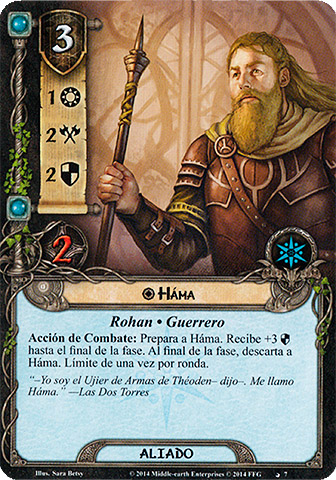 3
1
2
2
2
HÁMA
Rohan • Guerrero
Acción de Combate: Prepara a Háma. Recibe +3
hasta el final de la fase. Al final de la fase, descarta a
Háma. Límite de una vez por ronda.
“–Yo soy el Ujier de Armas de Théoden– dijo–. Me llamo
Háma.” —Las Dos Torres
ALIADO
Illus. Sara Betsy © 2014 Middle-earth Enterprises © 2014 FFG 7